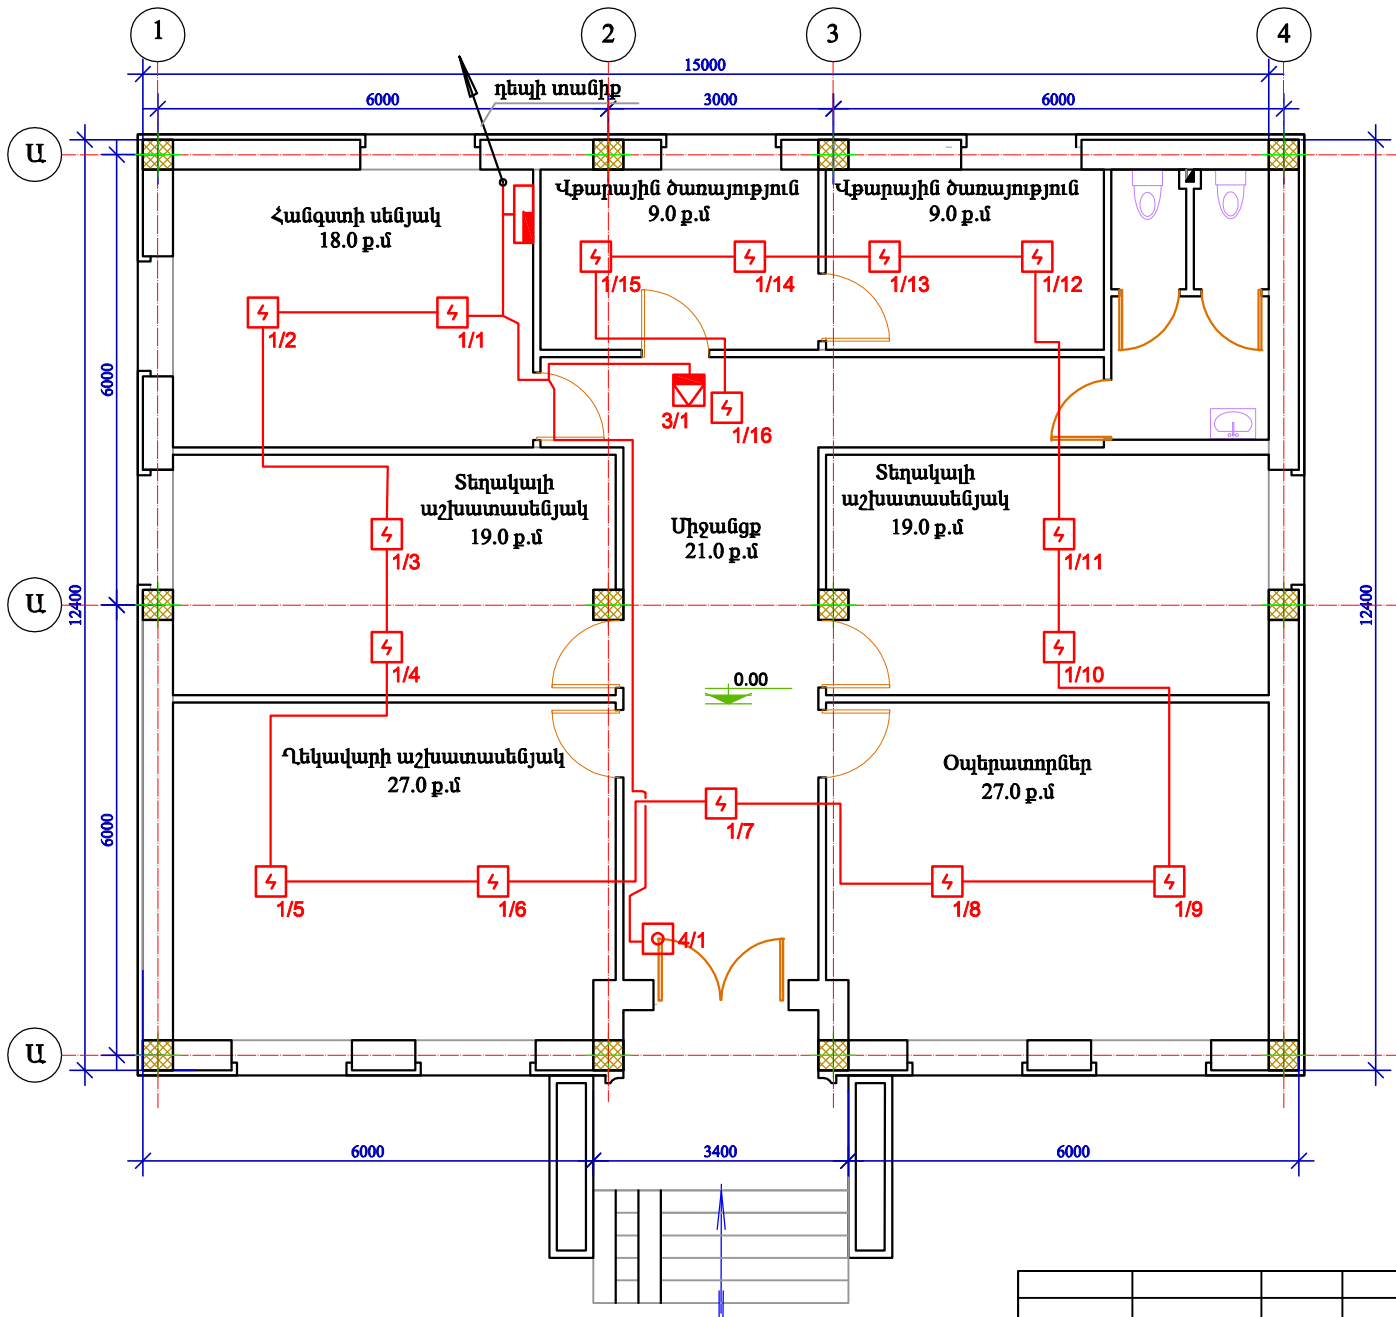 1
2
3
4
15000
6000
3000
6000
դեպի տանիք
Ա
Հանգստի սենյակ
18.0 ք.մ
Վճարային ծառայություն
9.0 ք.մ
Վճարային ծառայություն
9.0 ք.մ
1/15
1/14
1/13
1/12
1/2
1/1
6000
3/1
1/16
Տեղակալի
աշխատասենյակ
19.0 ք.մ
Տեղակալի
աշխատասենյակ
19.0 ք.մ
Միջանցք
21.0 ք.մ
1/3
1/11
Ա
12400
12400
1/4
1/10
0.00
Ղեկավարի աշխատասենյակ
27.0 ք.մ
Օպերատորներ
27.0 ք.մ
6000
1/7
1/5
1/6
1/8
1/9
4/1
Ա
6000
3400
6000